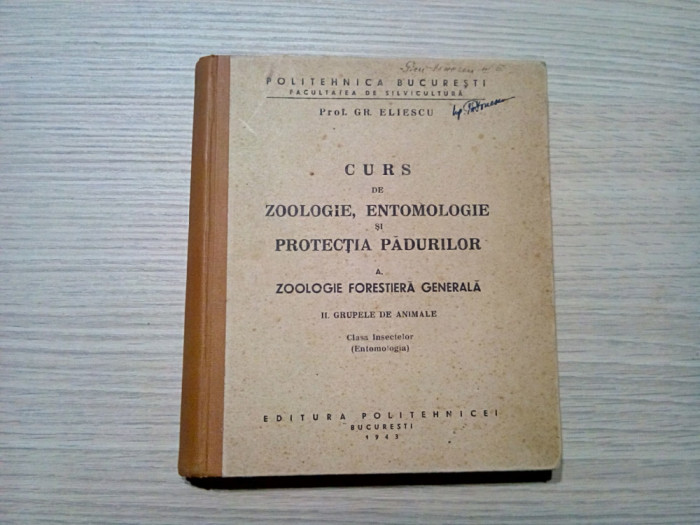 POLITEHNICA BUCUREȘTI
FACULTATEA DE SILVICULTURĂ
Prof. GR. ELIESCU
CURS
DE
ZOOLOGIE, ENTOMOLOGIE
ȘI
PROTECȚIA PĂDURILOR
A.
ZOOLOGIE FORESTIERĂ GENERALĂ
II. GRUPELE DE ANIMALE
Clasa Insectelor
(Entomologia)
EDITURA POLITEHNICEI
BUCUREȘTI
1943